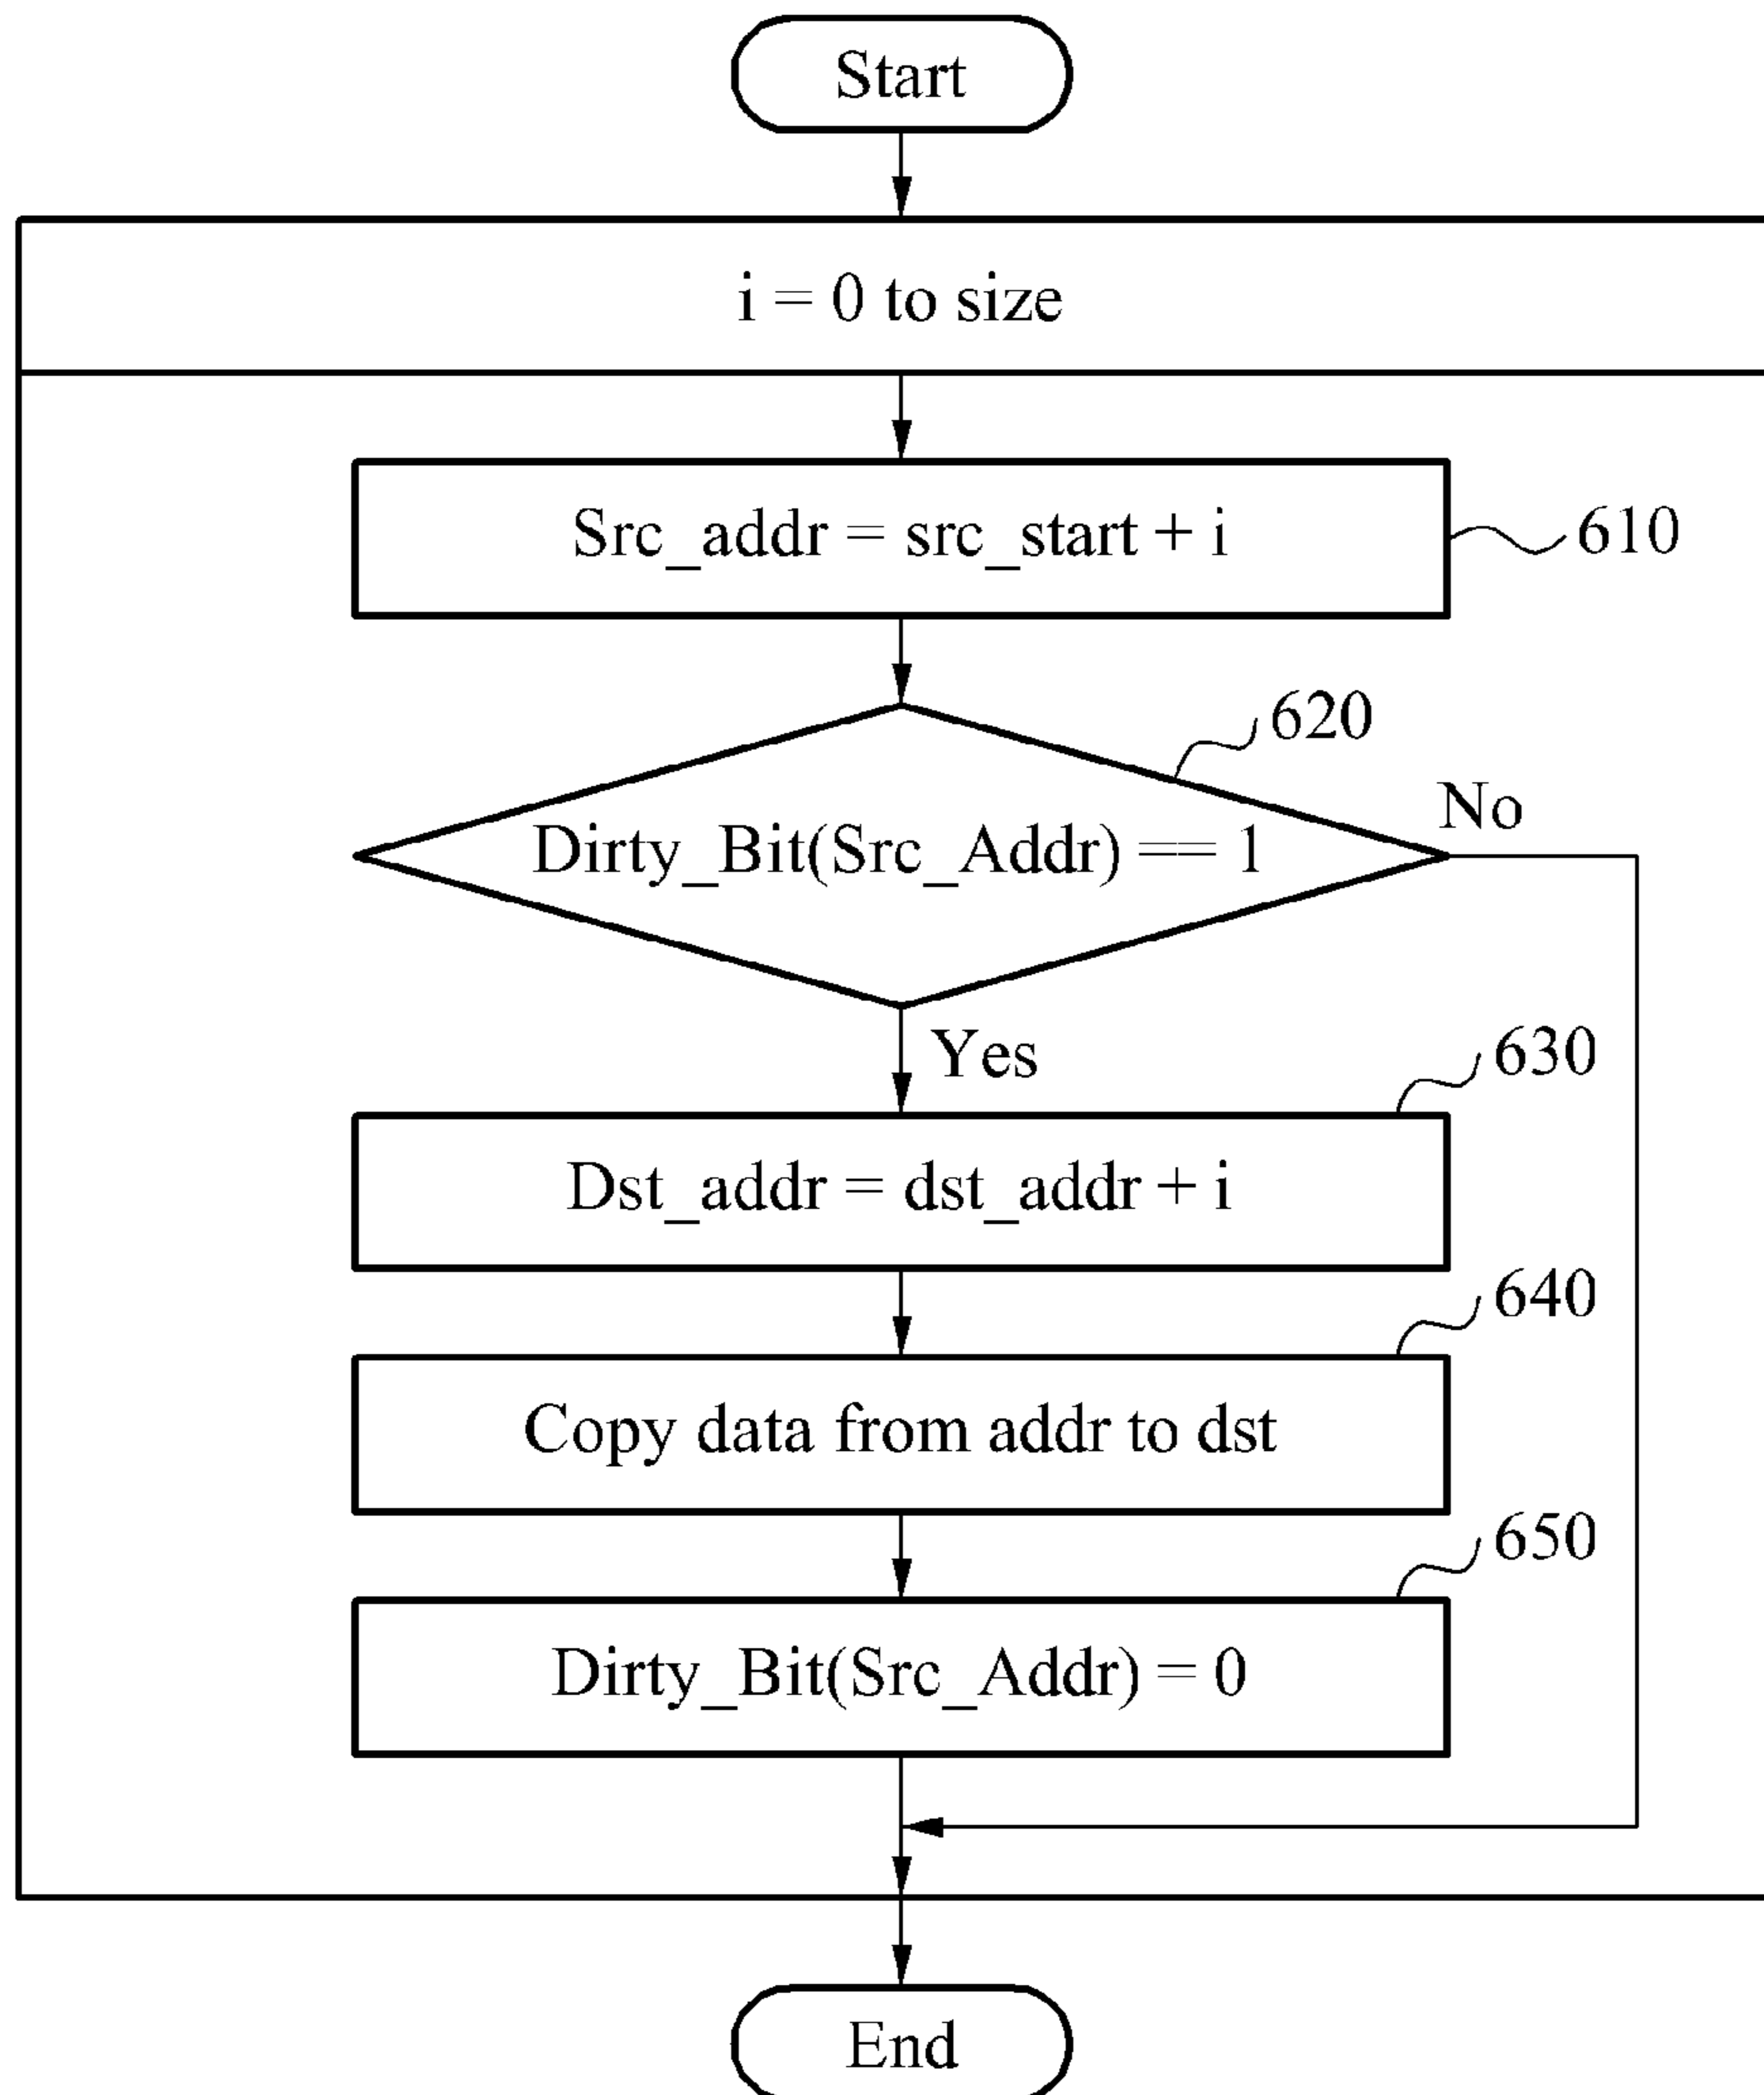 Start
i = 0 to size
Src_addr = src_start + i
610
620
Dirty_Bit(Src_Addr) == 1
No
Yes
630
Dst_addr = dst_addr + i
640
Copy data from addr to dst
650
Dirty_Bit(Src_Addr) = 0
End